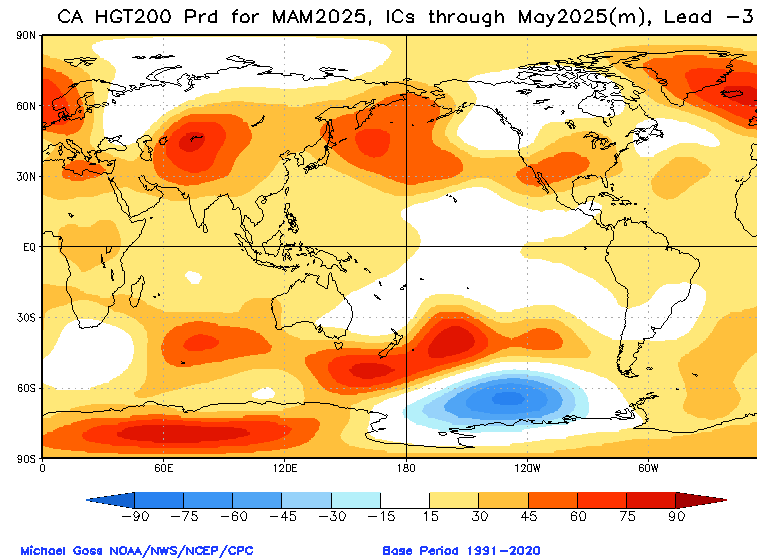 CA HGT200 Prd for MAM2025, ICs through May2025(m), Lead −3
90N
60N
30N
EQ
30S
60S
90S
0 60E 120E 180 120W 60W
−90 −75 −60 −45 −30 −15 15 30 45 60 75 90
Michael Goss NOAA/NWS/NCEP/CPC Base Period 1991−2020